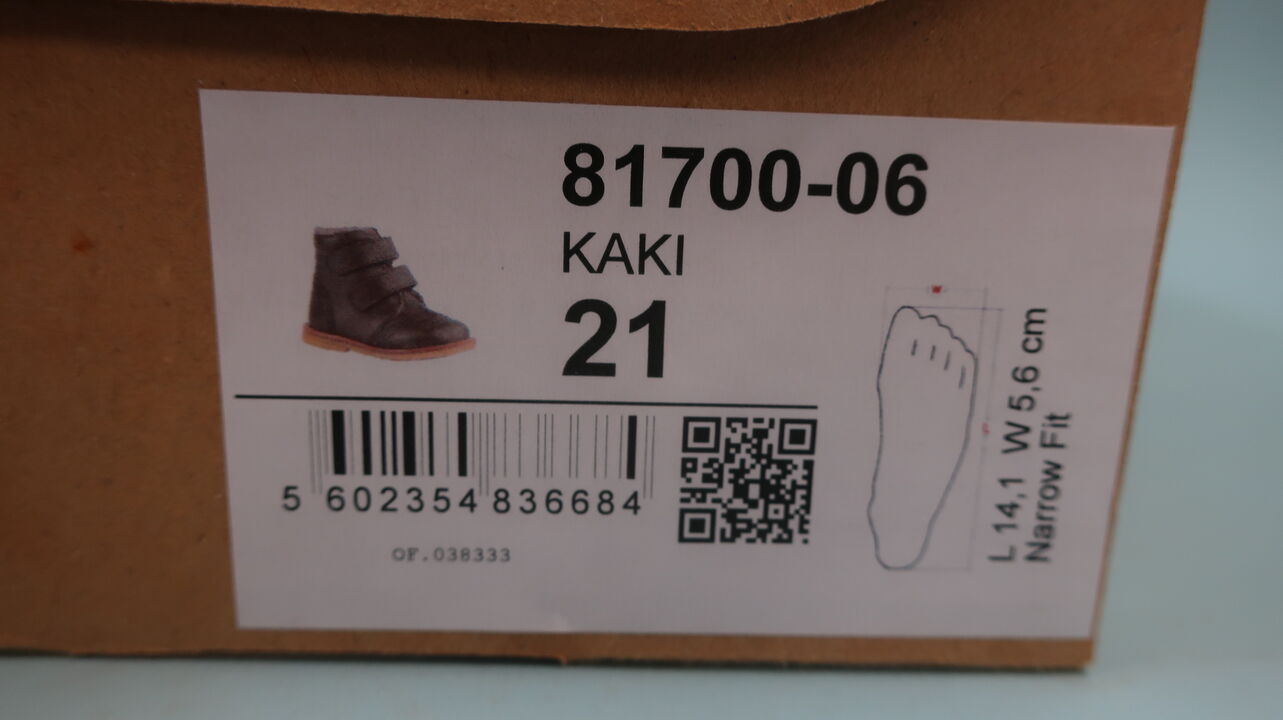 81700-06
KAKI
21
5 602354 836684
OF.038333
L 14,1 W 5,6 cm
Narrow Fit